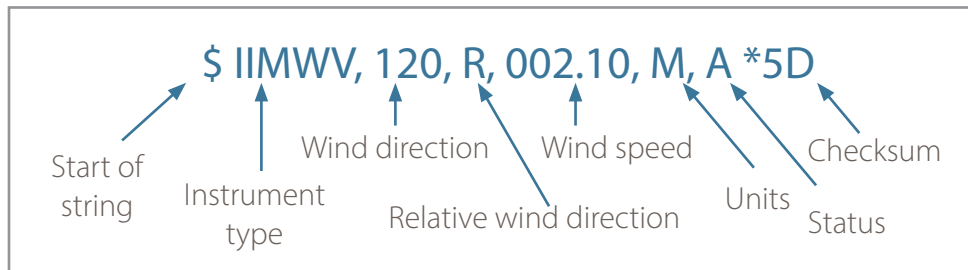 $ IIMWV, 120, R, 002.10, M, A *5D
Start of
string
Instrument
type
Wind direction
Relative wind direction
Wind speed
Units
Status
Checksum